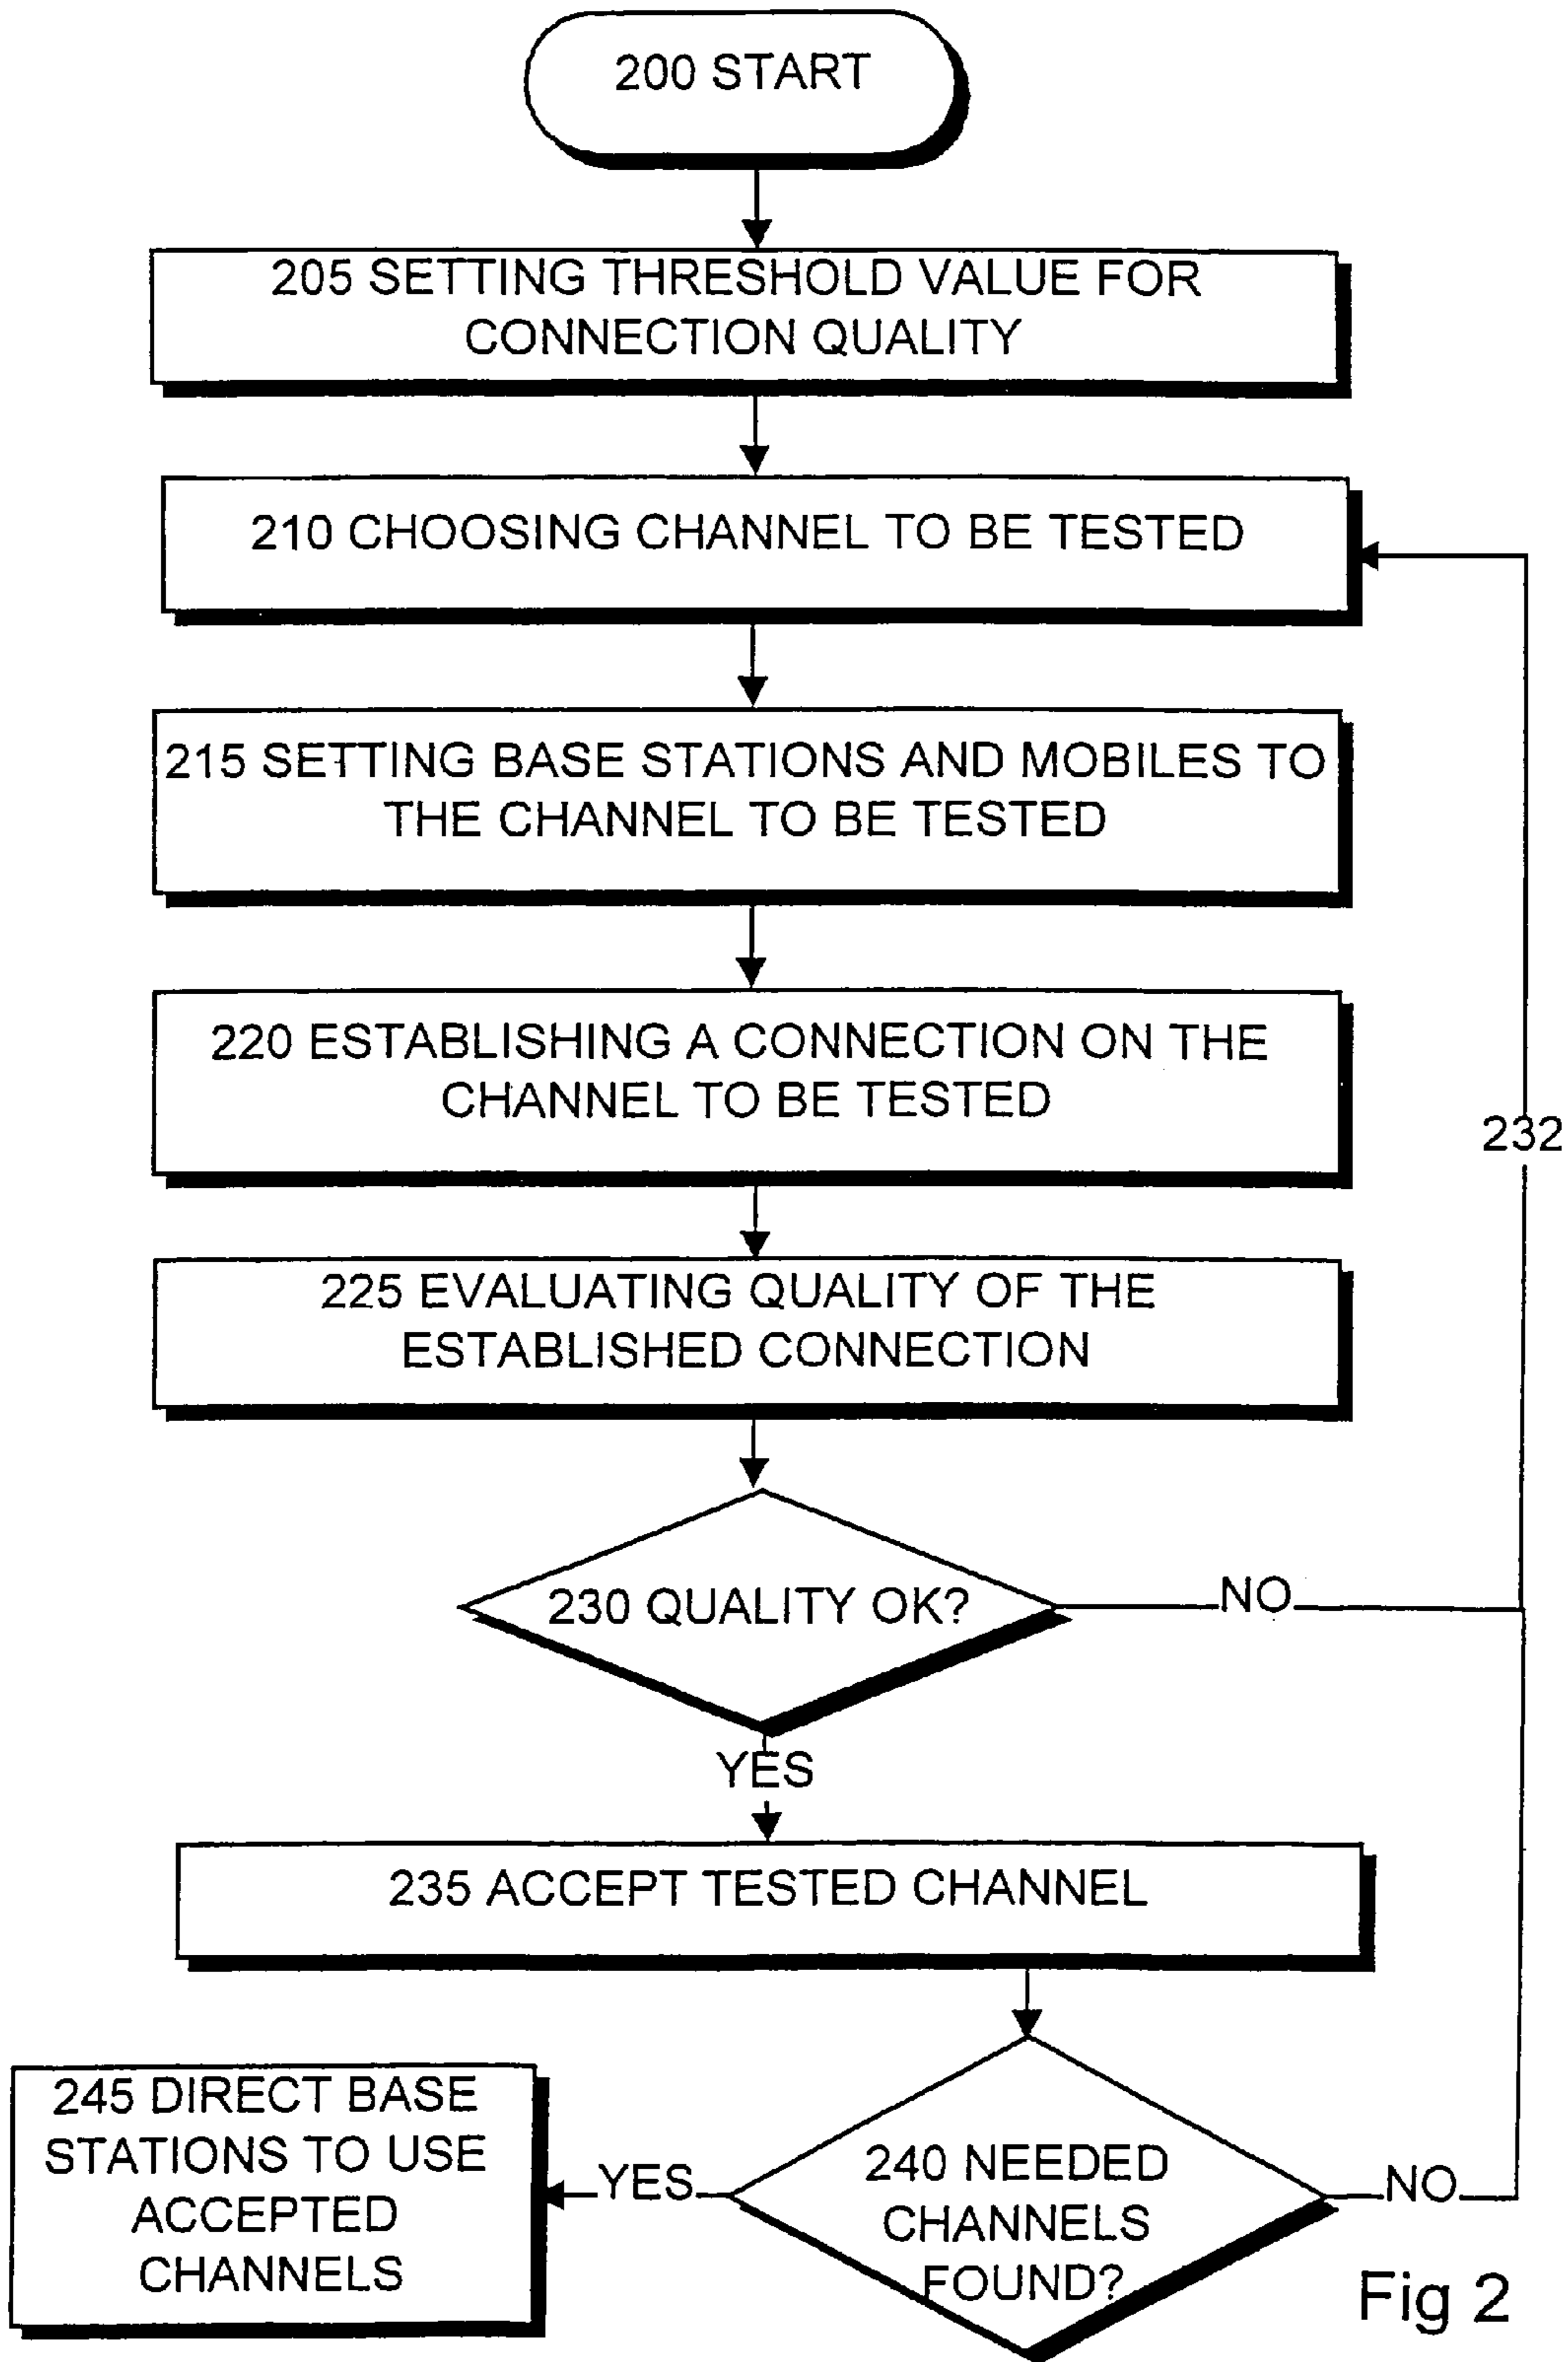 200 START
205 SETTING THRESHOLD VALUE FOR
CONNECTION QUALITY
210 CHOOSING CHANNEL TO BE TESTED
215 SETTING BASE STATIONS AND MOBILES TO
THE CHANNEL TO BE TESTED
220 ESTABLISHING A CONNECTION ON THE
CHANNEL TO BE TESTED
232
225 EVALUATING QUALITY OF THE
ESTABLISHED CONNECTION
230 QUALITY OK?
NO
YES
235 ACCEPT TESTED CHANNEL
245 DIRECT BASE
STATIONS TO USE
ACCEPTED
CHANNELS
YES
240 NEEDED
CHANNELS
FOUND?
NO
Fig 2